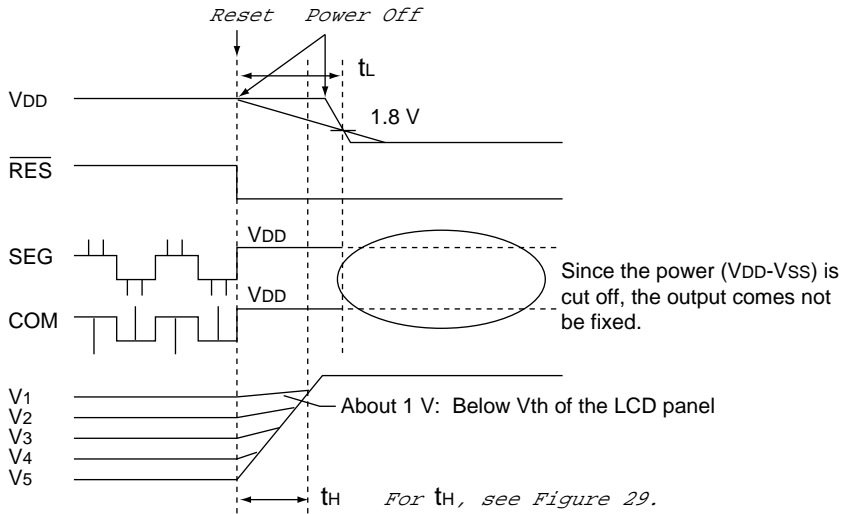 Reset Power Off
tL
VDD
1.8 V
RES
VDD
SEG
VDD
COM
Since the power (VDD-VSS) is
cut off, the output comes not
be fixed.
V1
About 1 V: Below Vth of the LCD panel
V2
V3
V4
V5
tH For tH, see Figure 29.